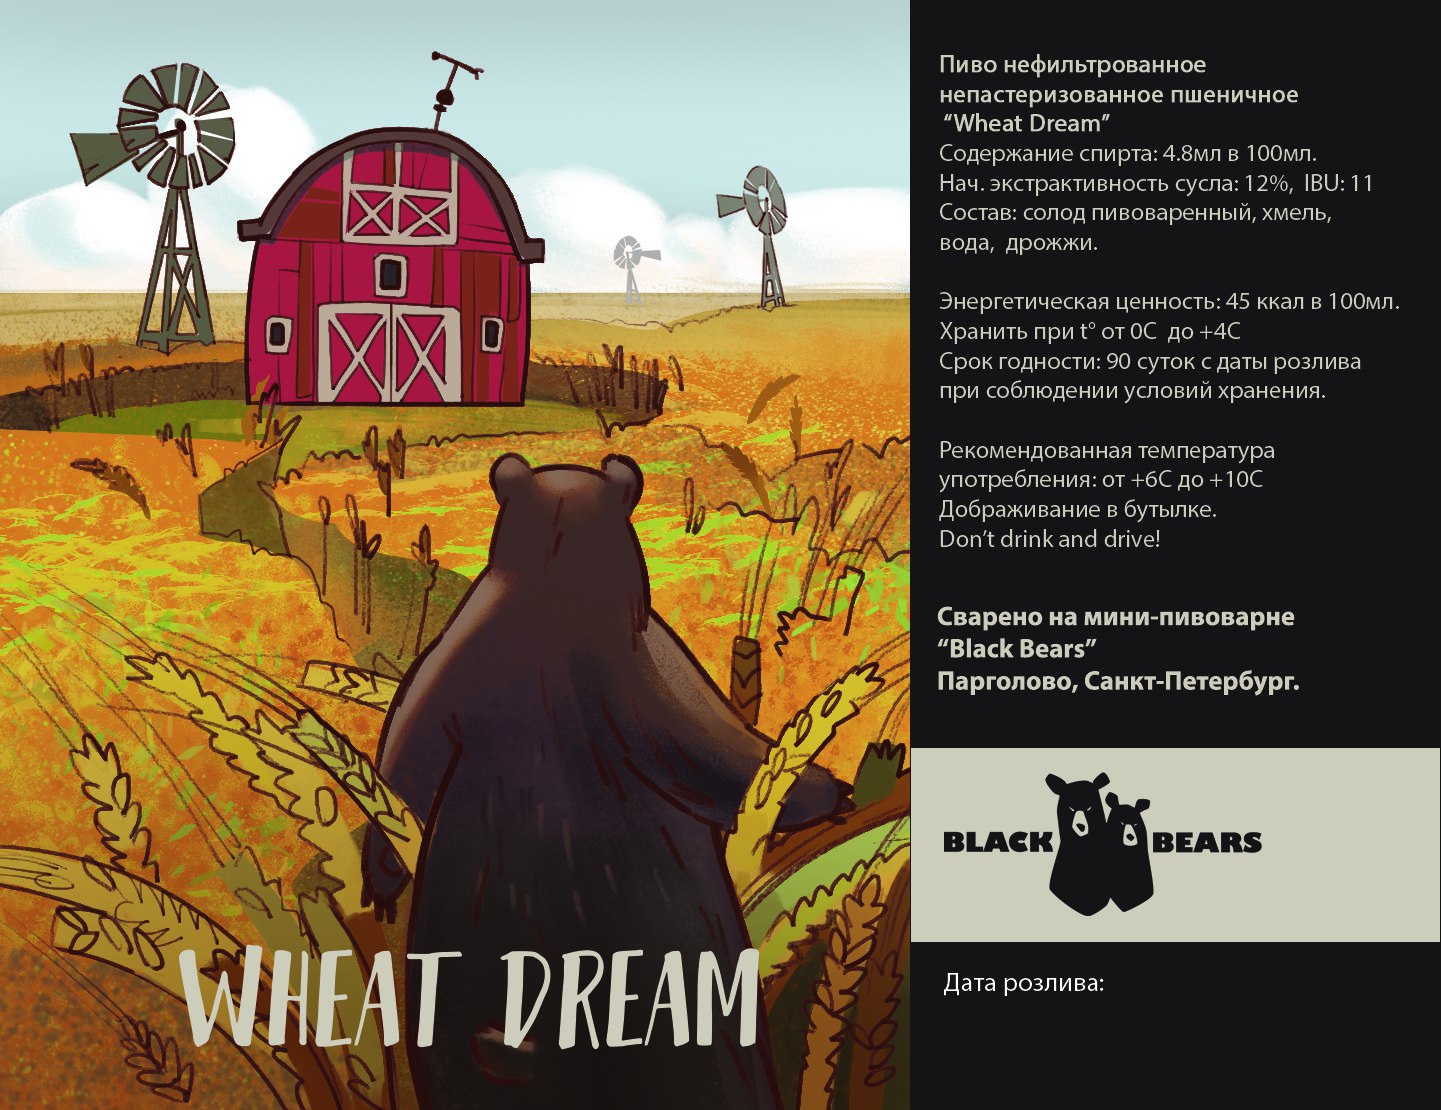 WHEAT DREAM
Пиво нефильтрованное
непастеризованное пшеничное
“Wheat Dream”
Содержание спирта: 4.8мл в 100мл.
Нач. экстрактивность сусла: 12%, IBU: 11
Состав: солод пивоваренный, хмель,
вода, дрожжи.
Энергетическая ценность: 45 ккал в 100мл.
Хранить при t° от 0С до +4С
Срок годности: 90 суток с даты розлива
при соблюдении условий хранения.
Рекомендованная температура
употребления: от +6С до +10С
Дображивание в бутылке.
Don’t drink and drive!
Сварено на мини-пивоварне
“Black Bears”
Парголово, Санкт-Петербург.
BLACK BEARS
Дата розлива: